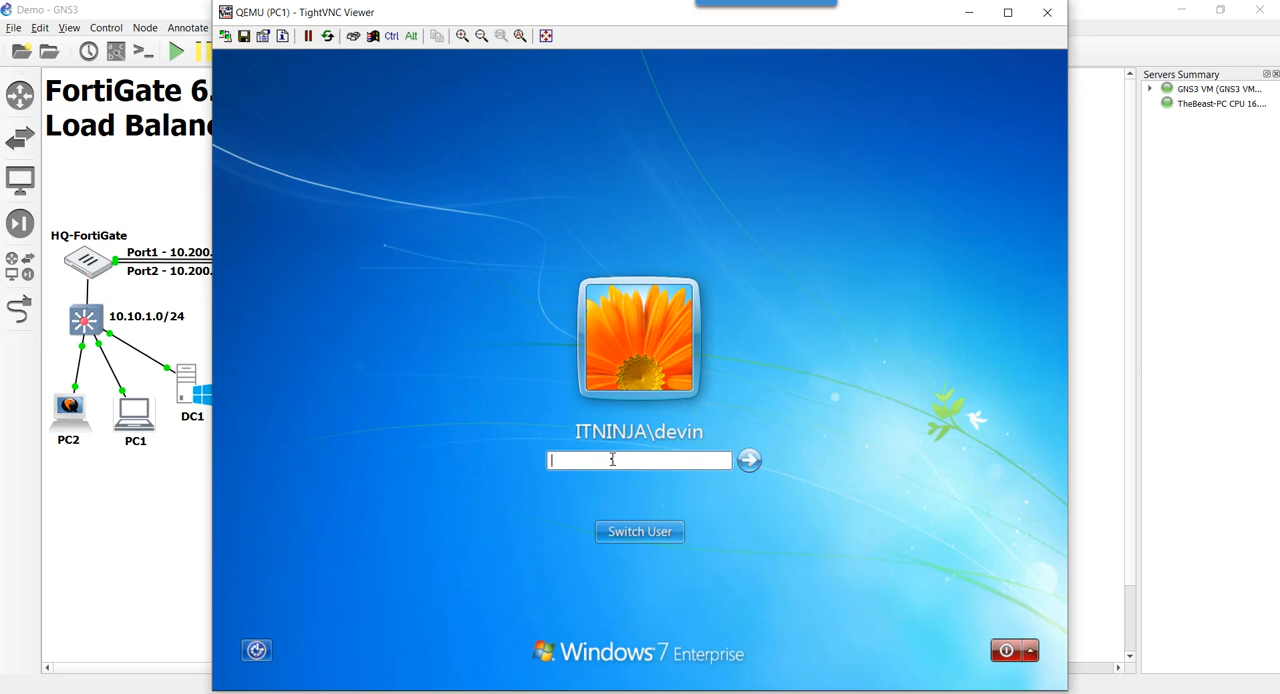 Demo - GNS3
File Edit View Control Node Annotate
FortiGate 6.
Load Balanc
HQ-FortiGate
Port1 - 10.200.
Port2 - 10.200.
10.10.1.0/24
DC1
PC2
PC1
QEMU (PC1) - TightVNC Viewer
Ctrl Alt
ITNINJA\devin
Switch User
Windows 7 Enterprise
Servers Summary
GNS3 VM (GNS3 VM...
TheBeast-PC CPU 16....